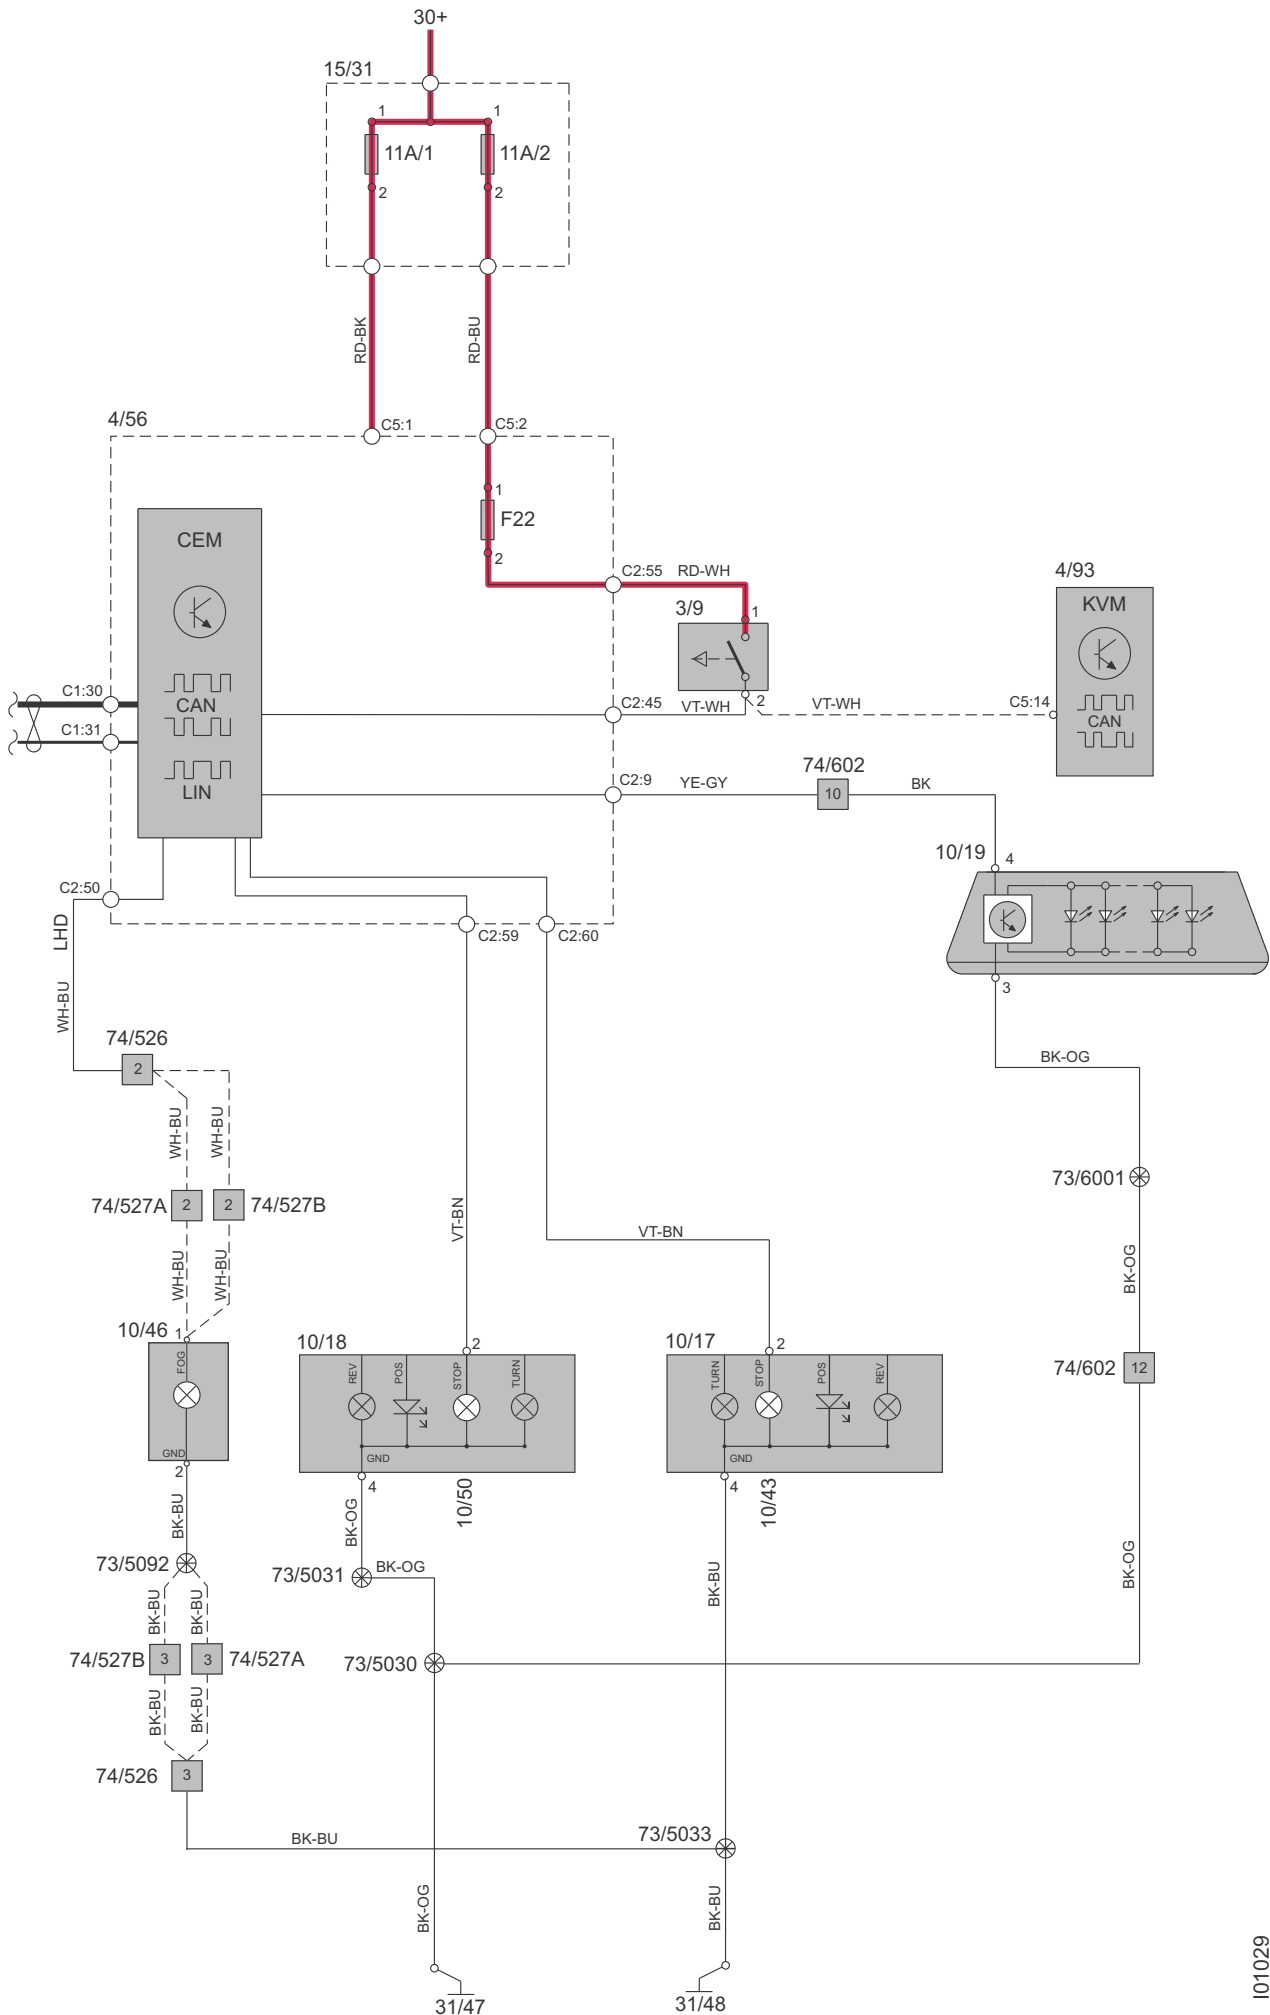 30+
15/31
1
1
11A/1
11A/2
2
2
RD-BK
RD-BU
4/56
C5:1
C5:2
1
CEM
F22
2
C2:55
RD-WH
4/93
3/9
1
KVM
C1:30
CAN
C2:45
VT-WH
2
VT-WH
C5:14
CAN
C1:31
LIN
C2:9
YE-GY
74/602
10
BK
10/19
4
C2:50
LHD
C2:59
C2:60
3
WH-BU
74/526
2
BK-OG
WH-BU
WH-BU
73/6001
74/527A
2
2
74/527B
VT-BN
VT-BN
WH-BU
WH-BU
BK-OG
10/46
1
10/18
2
10/17
2
FOG
REV
POS
STOP
TURN
TURN
STOP
POS
REV
74/602
12
GND
GND
GND
2
4
10/50
4
10/43
BK-BU
BK-OG
73/5092
73/5031
BK-OG
BK-BU
BK-OG
BK-BU
BK-BU
74/527B
3
3
74/527A
73/5030
BK-BU
BK-BU
74/526
3
BK-BU
73/5033
BK-OG
BK-BU
31/47
31/48
I01029